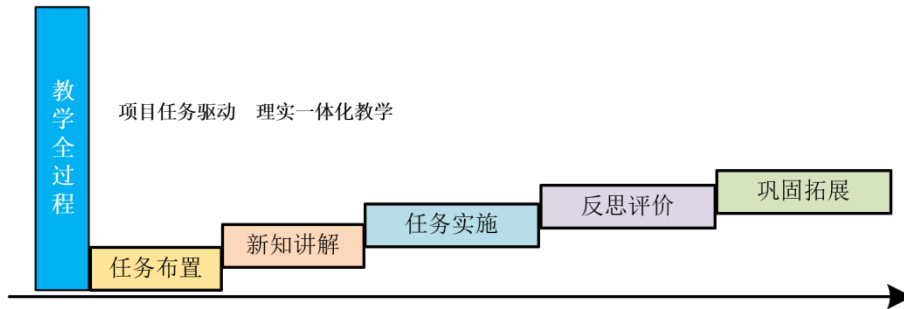 教学全过程
项目任务驱动 理实一体化教学
任务布置
新知讲解
任务实施
反思评价
巩固拓展